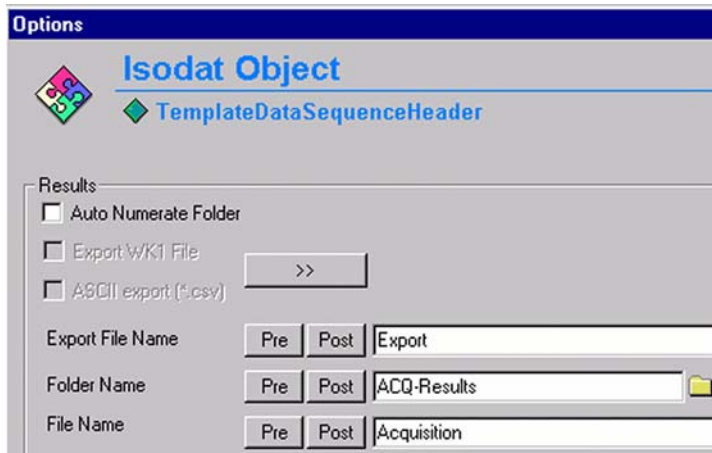 Options
Isodat Object
TemplateDataSequenceHeader
Results
Auto Numerate Folder
Export WK1 File
>>
ASCII export (*.csv)
Export File Name Pre Post Export
Folder Name Pre Post ACQ-Results
File Name Pre Post Acquisition